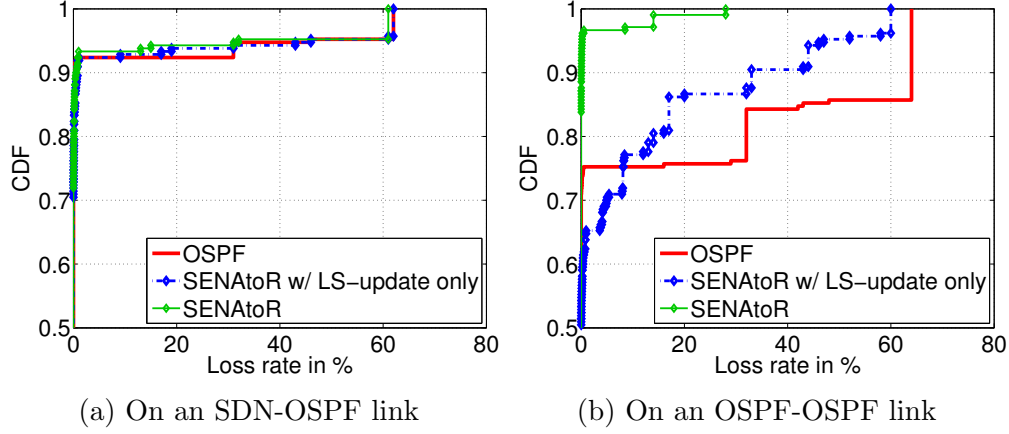 1
0.9
0.8
0.7
0.6
0.5
CDF
0 20 40 60 80
Loss rate in %
OSPF
SENAtoR w/ LS−update only
SENAtoR
(a) On an SDN-OSPF link
1
0.9
0.8
0.7
0.6
0.5
CDF
0 20 40 60 80
Loss rate in %
OSPF
SENAtoR w/ LS−update only
SENAtoR
(b) On an OSPF-OSPF link